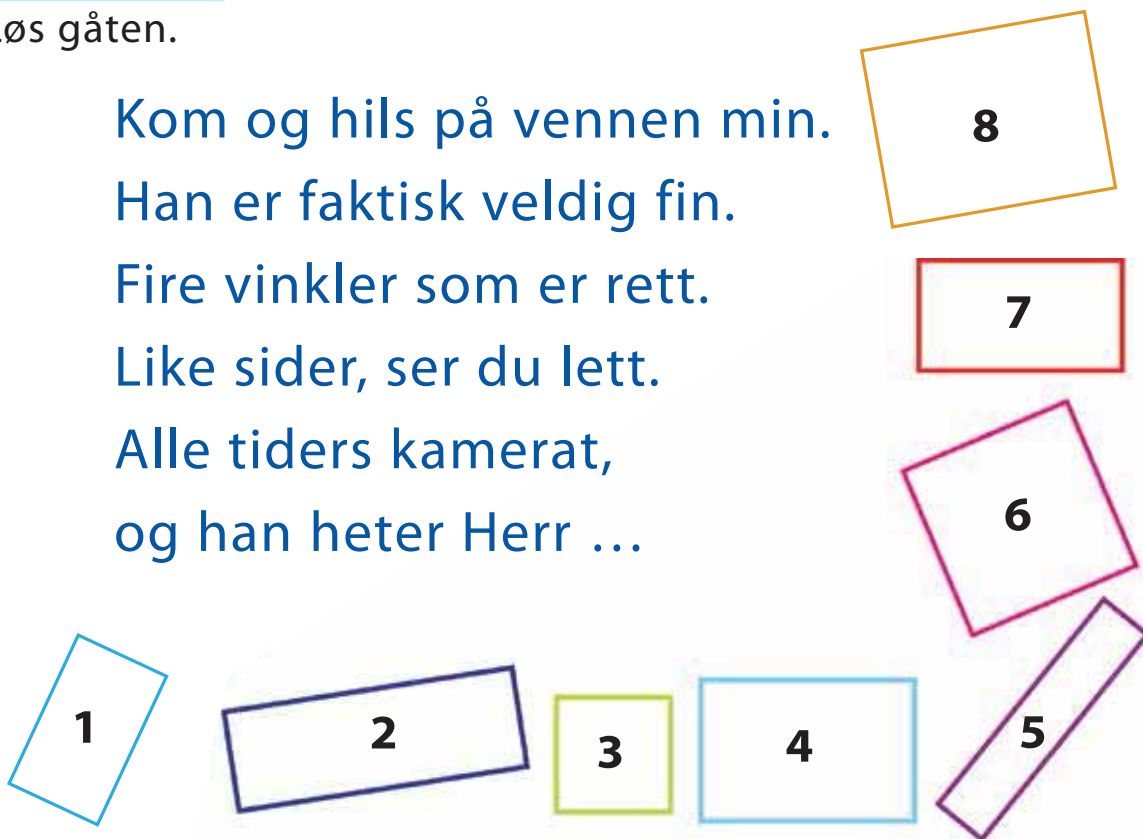 øs gåten.
Kom og hils på vennen min.
Han er faktisk veldig fin.
Fire vinkler som er rett.
Like sider, ser du lett.
Alle tiders kamerat,
og han heter Herr …
8
7
6
1
2
3
4
5